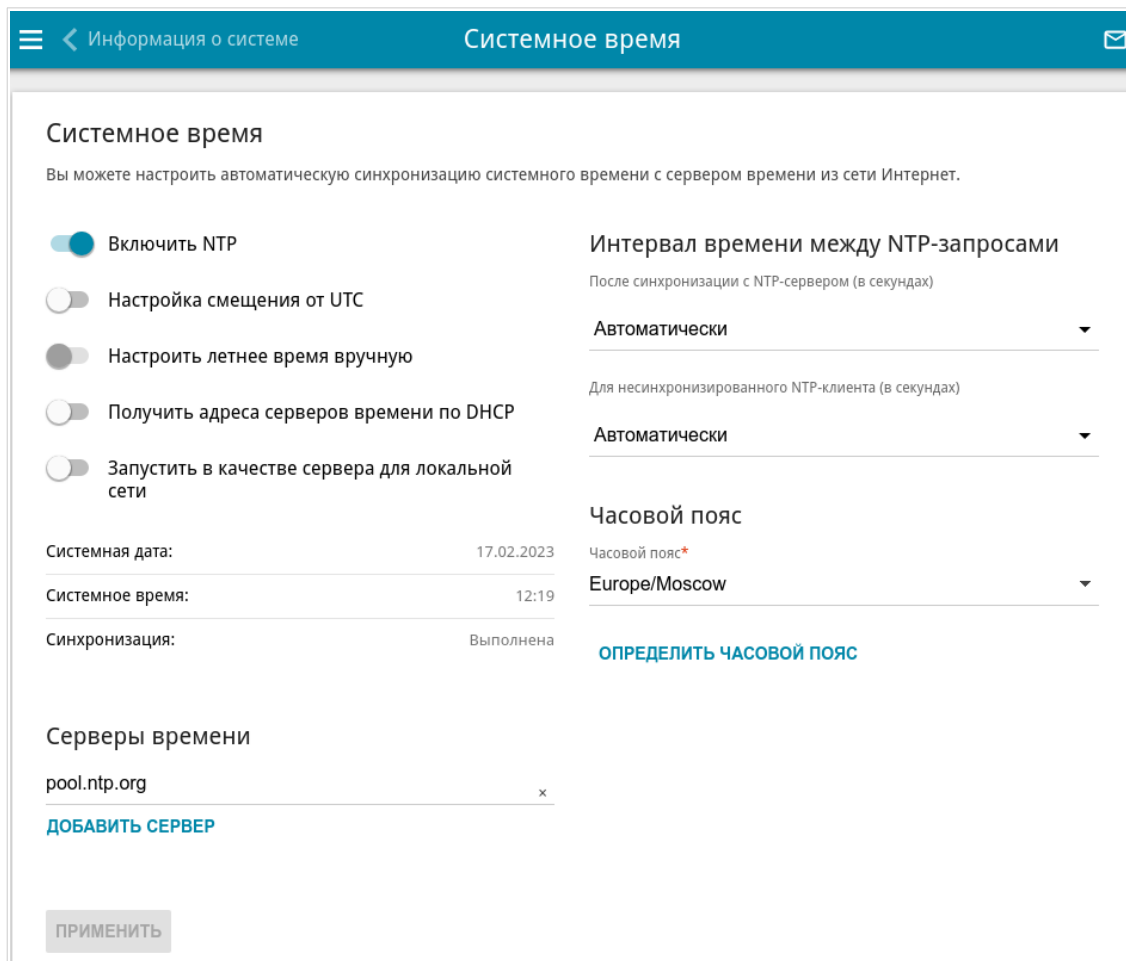 Информация о системе
Системное время
Системное время
Вы можете настроить автоматическую синхронизацию системного времени с сервером времени из сети Интернет.
Включить NTP
Настройка смещения от UTC
Настроить летнее время вручную
Получить адреса серверов времени по DHCP
Запустить в качестве сервера для локальной
сети
Системная дата: 17.02.2023
Системное время: 12:19
Синхронизация: Выполнена
Серверы времени
pool.ntp.org ×
ДОБАВИТЬ СЕРВЕР
Интервал времени между NTP-запросами
После синхронизации с NTP-сервером (в секундах)
Автоматически
Для несинхронизированного NTP-клиента (в секундах)
Автоматически
Часовой пояс
Часовой пояс*
Europe/Moscow
ОПРЕДЕЛИТЬ ЧАСОВОЙ ПОЯС
ПРИМЕНИТЬ